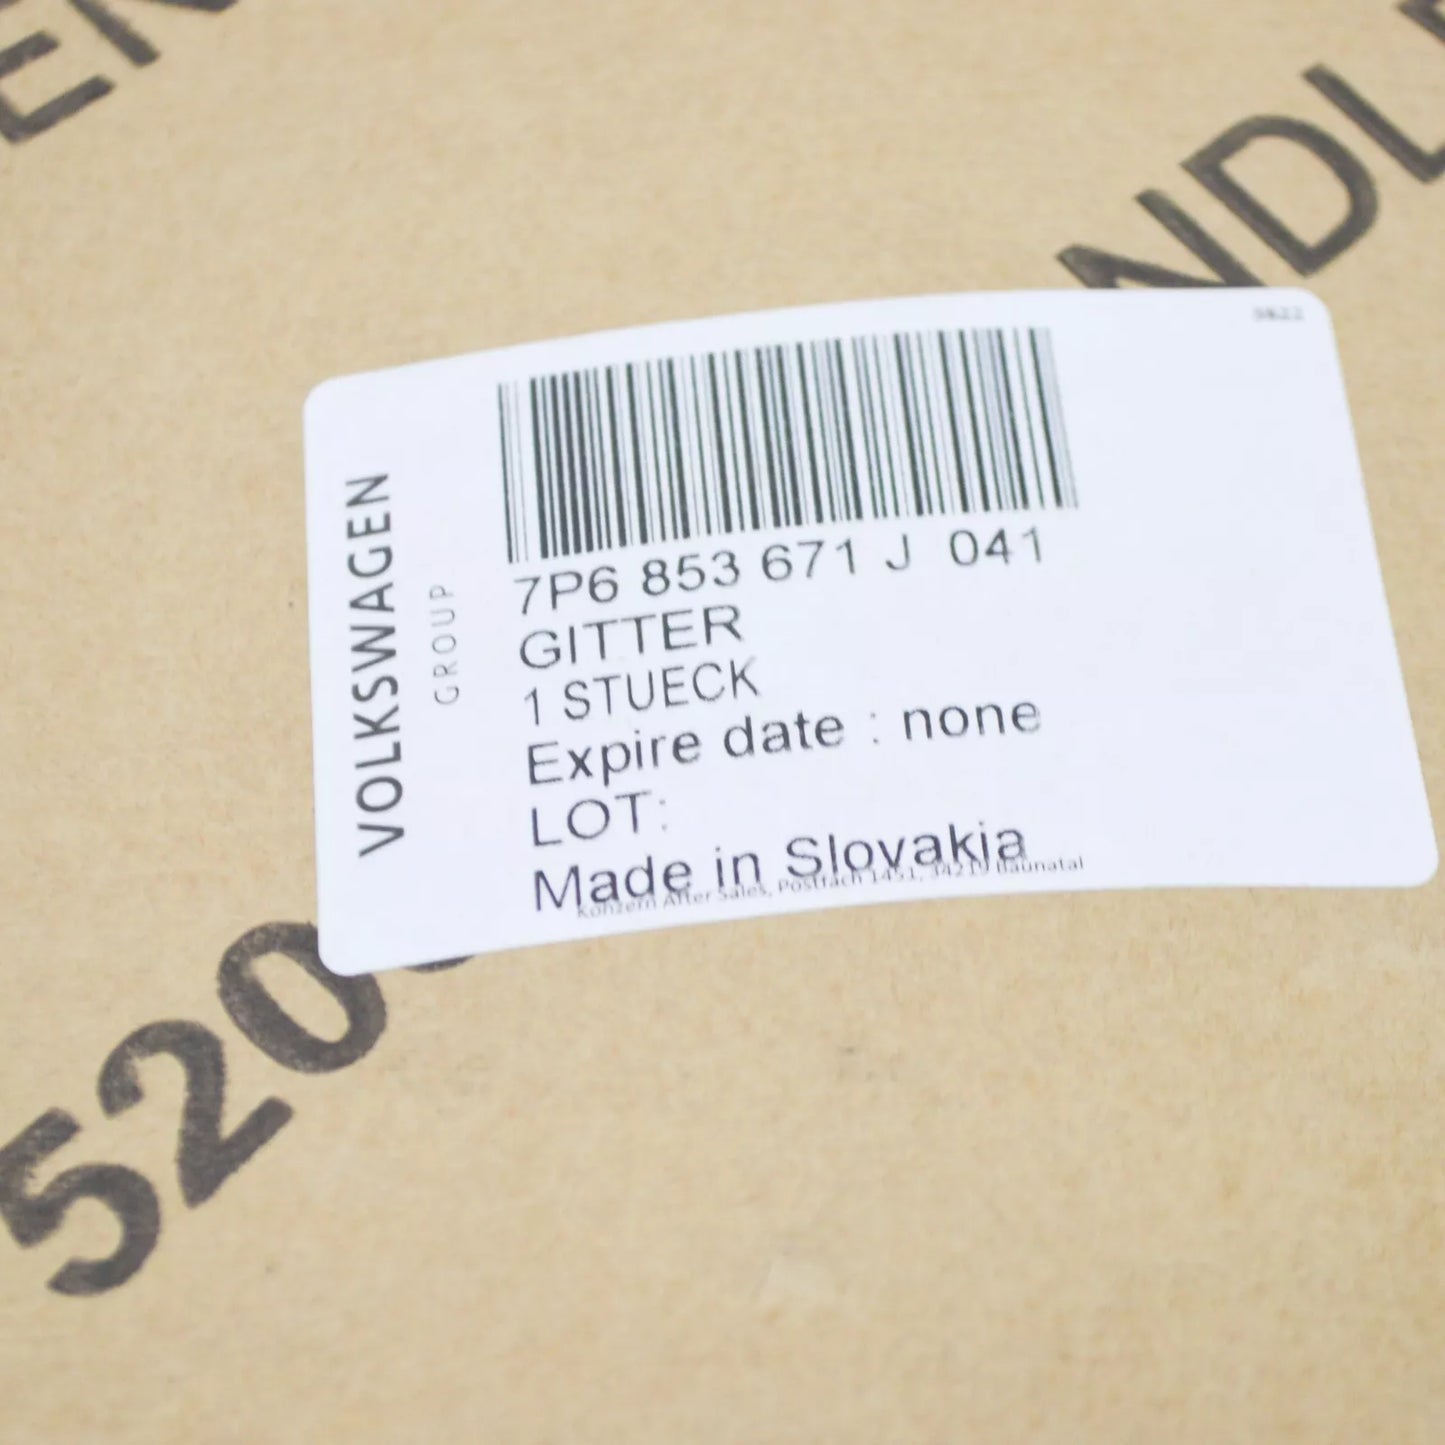 VOLKSWAGEN
GROUP
7P6 853 671 J 041
GITTER
1 STUECK
Expire date : none
LOT:
Made in Slovakia
Konzern After Sales, Postfach 1451, 34219 Baunatal
520